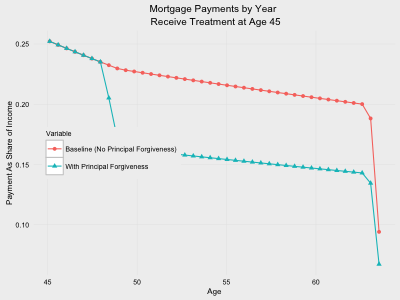 Mortgage Payments by Year
Receive Treatment at Age 45
Payment As Share of Income
0.25
0.20
0.15
0.10
Variable
Baseline (No Principal Forgiveness)
With Principal Forgiveness
45
50
55
60
Age